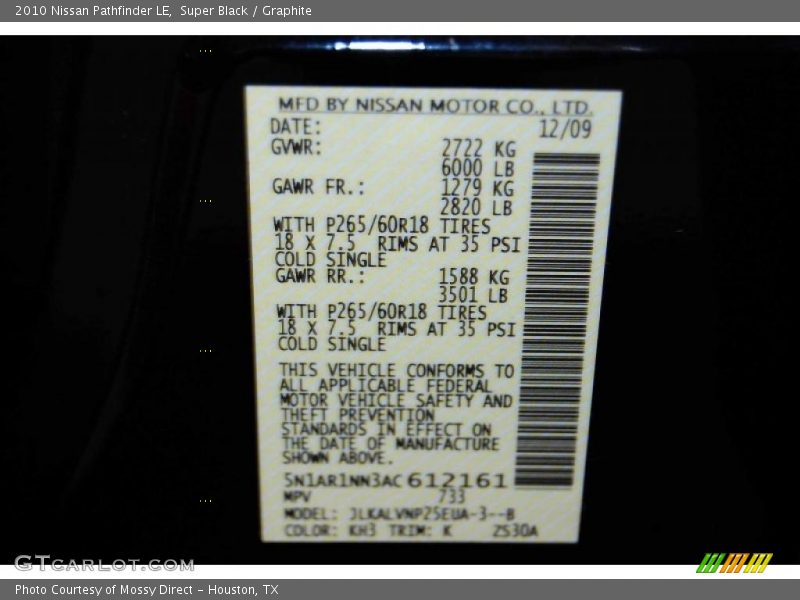 2010 Nissan Pathfinder LE, Super Black / Graphite
MFD BY NISSAN MOTOR CO., LTD.
DATE: 12/09
GVWR: 2722 KG
6000 LB
GAWR FR.: 1279 KG
2820 LB
WITH P265/60R18 TIRES
18 X 7.5 RIMS AT 35 PSI
COLD SINGLE
GAWR RR.: 1588 KG
3501 LB
WITH P265/60R18 TIRES
18 X 7.5 RIMS AT 35 PSI
COLD SINGLE
THIS VEHICLE CONFORMS TO
ALL APPLICABLE FEDERAL
MOTOR VEHICLE SAFETY AND
THEFT PREVENTION
STANDARDS IN EFFECT ON
THE DATE OF MANUFACTURE
SHOWN ABOVE.
5N1AR1NN3AC612161
MPV 733
MODEL: JLKALVNP25EUA-3--B
COLOR: KH3 TRIM: K ZS30A
GTcarlot.com
Photo Courtesy of Mossy Direct – Houston, TX